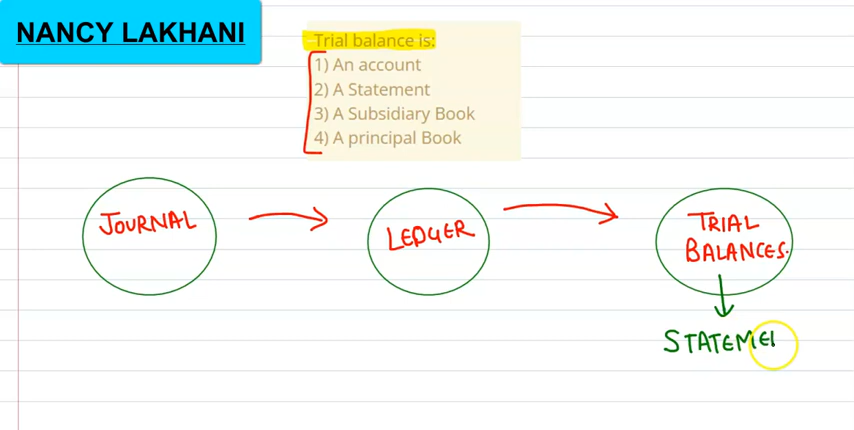 NANCY LAKHANI
Trial balance is:
1) An account
2) A Statement
3) A Subsidiary Book
4) A principal Book
JOURNAL
LEDGER
TRIAL
BALANCES.
STATEME